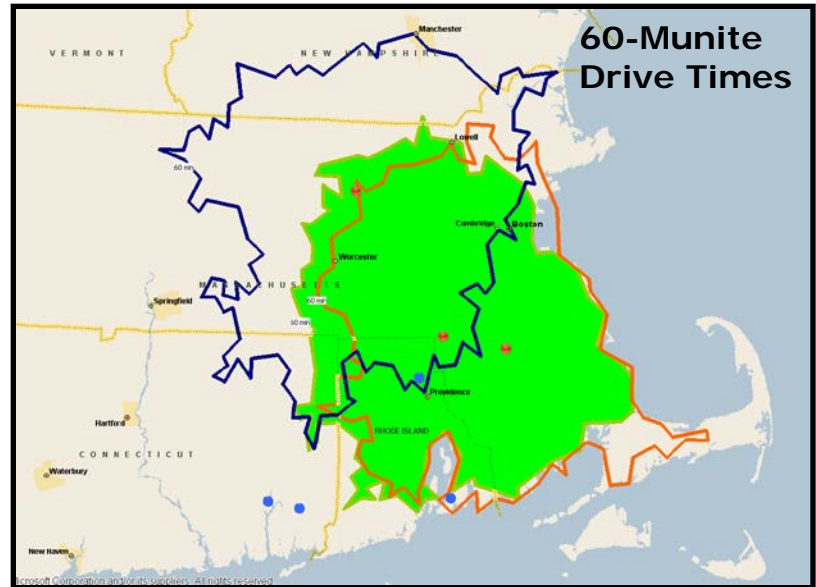 60-Munite
Drive Times
Manchester
VERMONT
NEW HAMPSHIRE
Lowell
60 min
Cambridge
Boston
Worcester
MASSACHUSETTS
Springfield
60 min
60 min
Providence
Hartford
RHODE ISLAND
CONNECTICUT
Waterbury
New Haven
icrosoft Corporation and/or its suppliers. All rights reserved.